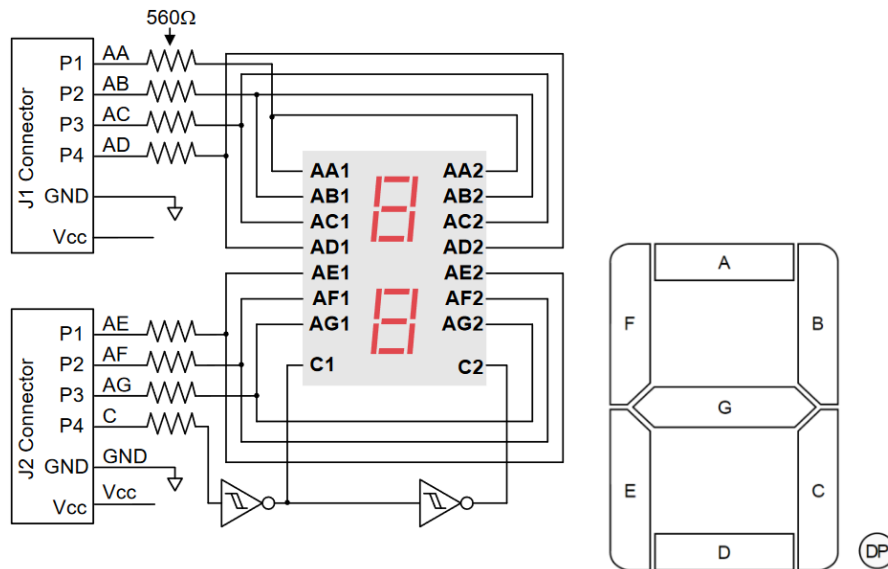 560Ω
J1 Connector
P1 AA
P2 AB
P3 AC
P4 AD
GND
Vcc
AA1 AA2
AB1 AB2
AC1 AC2
AD1 AD2
AE1 AE2
AF1 AF2
AG1 AG2
C1 C2
J2 Connector
P1 AE
P2 AF
P3 AG
P4 C
GND GND
Vcc Vcc
A
F B
G
E C
D
DP